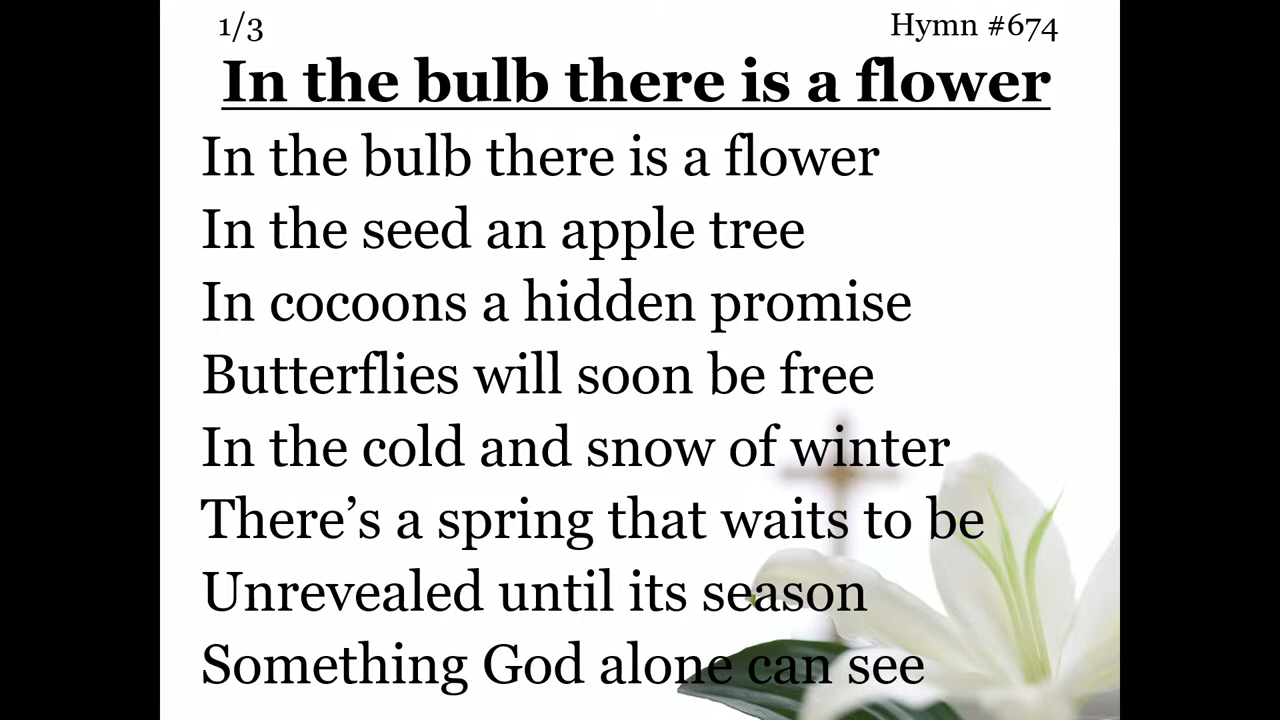 1/3
Hymn #674
In the bulb there is a flower
In the bulb there is a flower
In the seed an apple tree
In cocoons a hidden promise
Butterflies will soon be free
In the cold and snow of winter
There’s a spring that waits to be
Unrevealed until its season
Something God alone can see